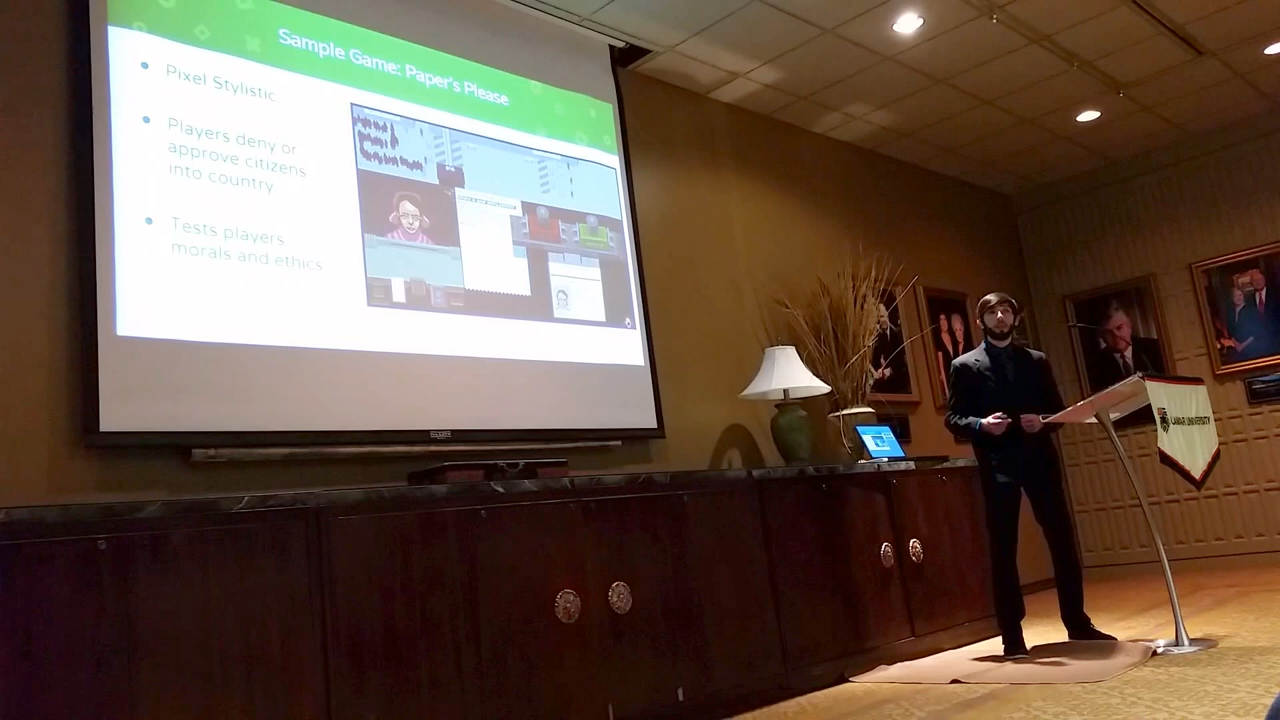 Sample Game: Paper's Please
Pixel Stylistic
Players deny or
approve citizens
into country
Tests players
morals and ethics
LAMAR UNIVERSITY